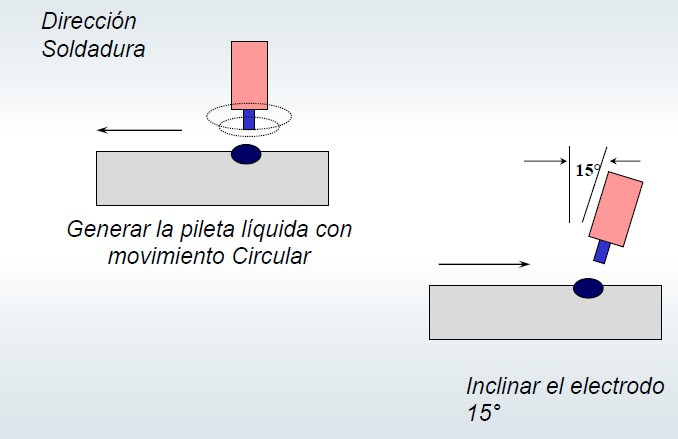 Dirección
Soldadura
Generar la pileta líquida con
movimiento Circular
15°
Inclinar el electrodo
15°